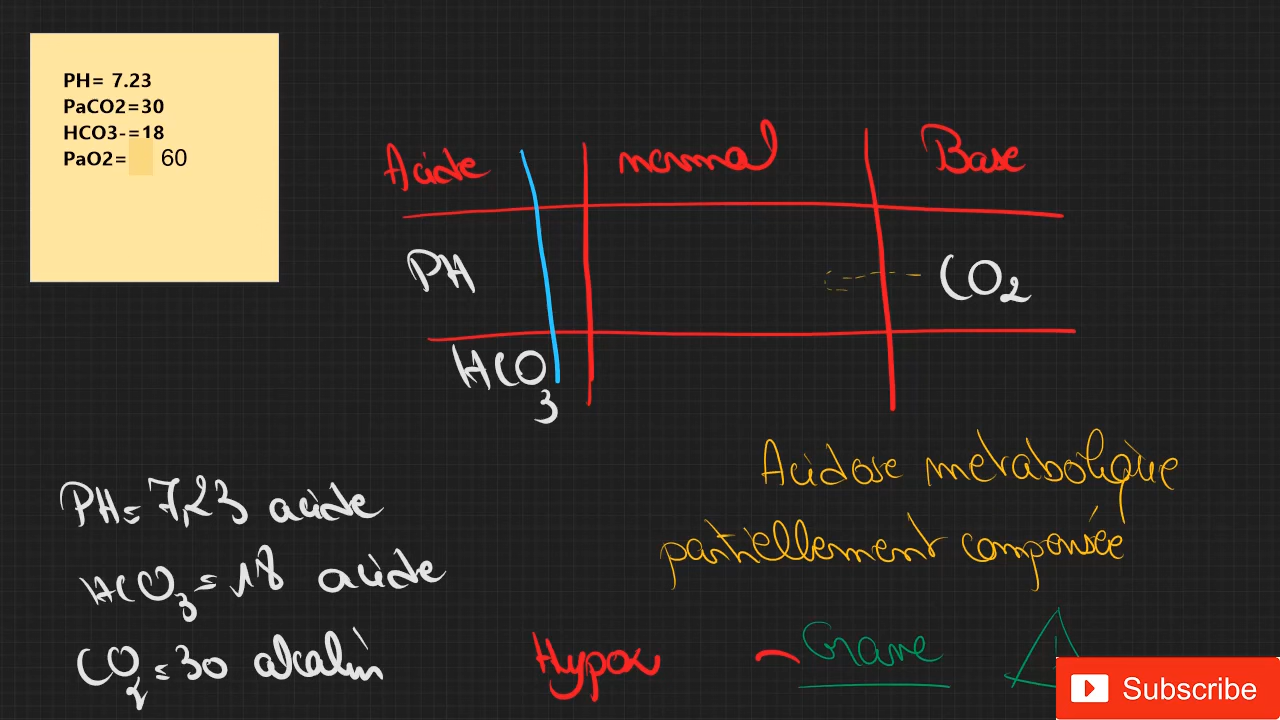 PH= 7.23
PaCO2=30
HCO3-=18
PaO2= 60
Acide normal Base
PH CO2
HCO3
Acidose métabolique
partiellement compensée
PH= 7,23 acide
HCO3 = 18 acide
CO2 = 30 alcalin
Hypox Grave
Subscribe